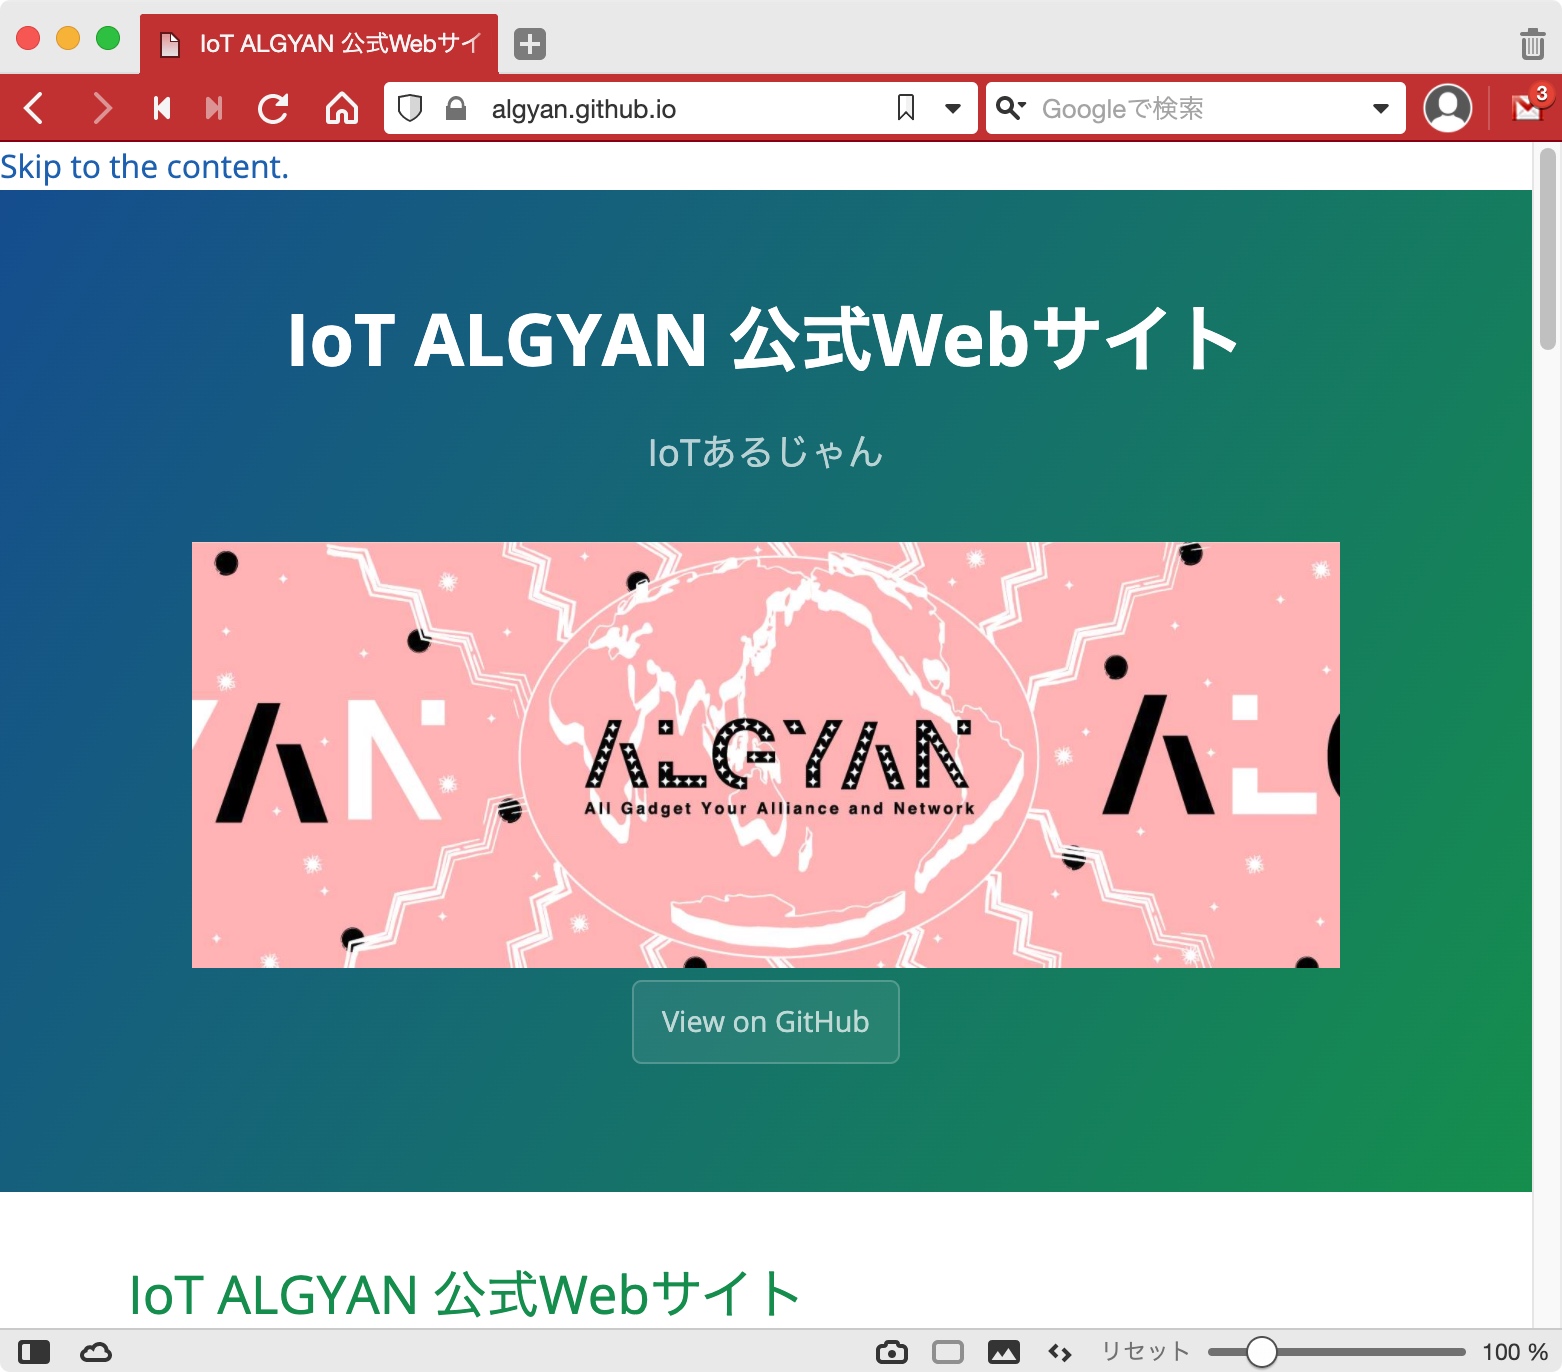 IoT ALGYAN 公式Webサイ
algyan.github.io
Googleで検索
3
Skip to the content.
IoT ALGYAN 公式Webサイト
IoTあるじゃん
YAN
ALGYAN
AL
All Gadget Your Alliance and Network
View on GitHub
IoT ALGYAN 公式Webサイト
リセット
100 %